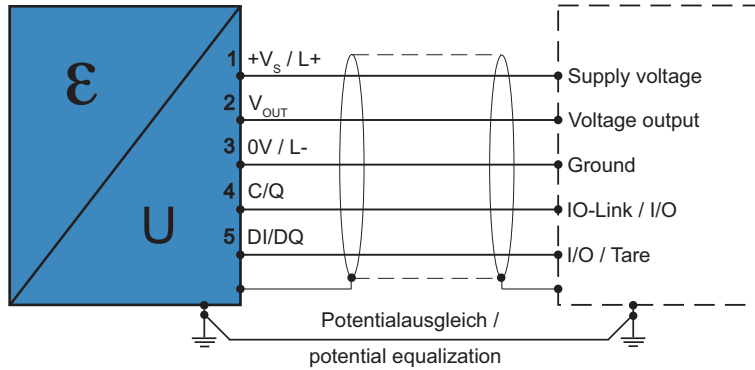 ε
U
1 +V_S / L+
2 V_OUT
3 0V / L-
4 C/Q
5 DI/DQ
Supply voltage
Voltage output
Ground
IO-Link / I/O
I/O / Tare
Potentialausgleich /
potential equalization